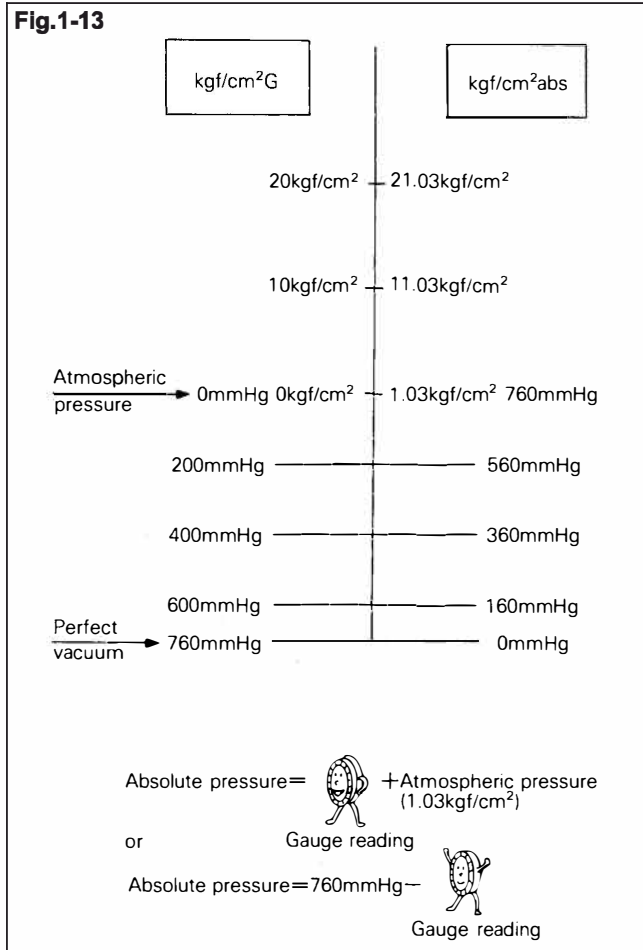 Fig.1-13
kgf/cm²G
kgf/cm²abs
20kgf/cm² 21.03kgf/cm²
10kgf/cm² 11.03kgf/cm²
Atmospheric
pressure
0mmHg 0kgf/cm² 1.03kgf/cm² 760mmHg
200mmHg 560mmHg
400mmHg 360mmHg
600mmHg 160mmHg
Perfect
vacuum
760mmHg 0mmHg
Absolute pressure= +Atmospheric pressure
(1.03kgf/cm²)
or Gauge reading
Absolute pressure=760mmHg−
Gauge reading